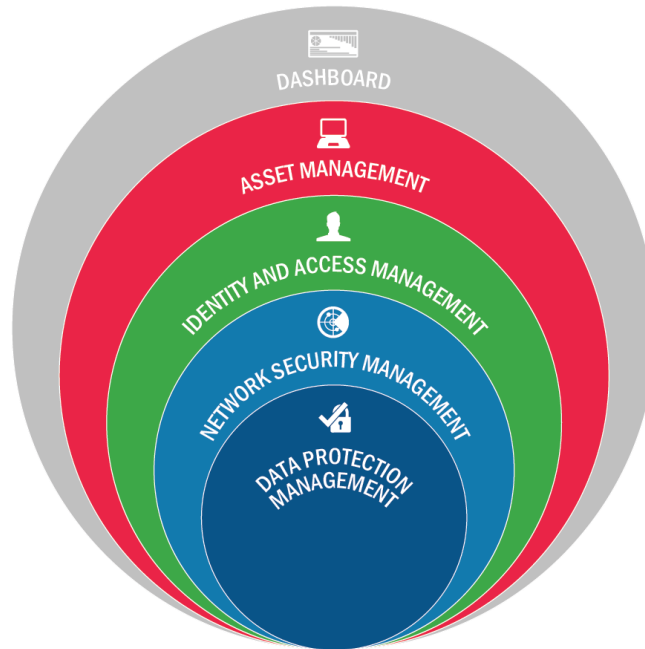 DASHBOARD
ASSET MANAGEMENT
IDENTITY AND ACCESS MANAGEMENT
NETWORK SECURITY MANAGEMENT
DATA PROTECTION
MANAGEMENT